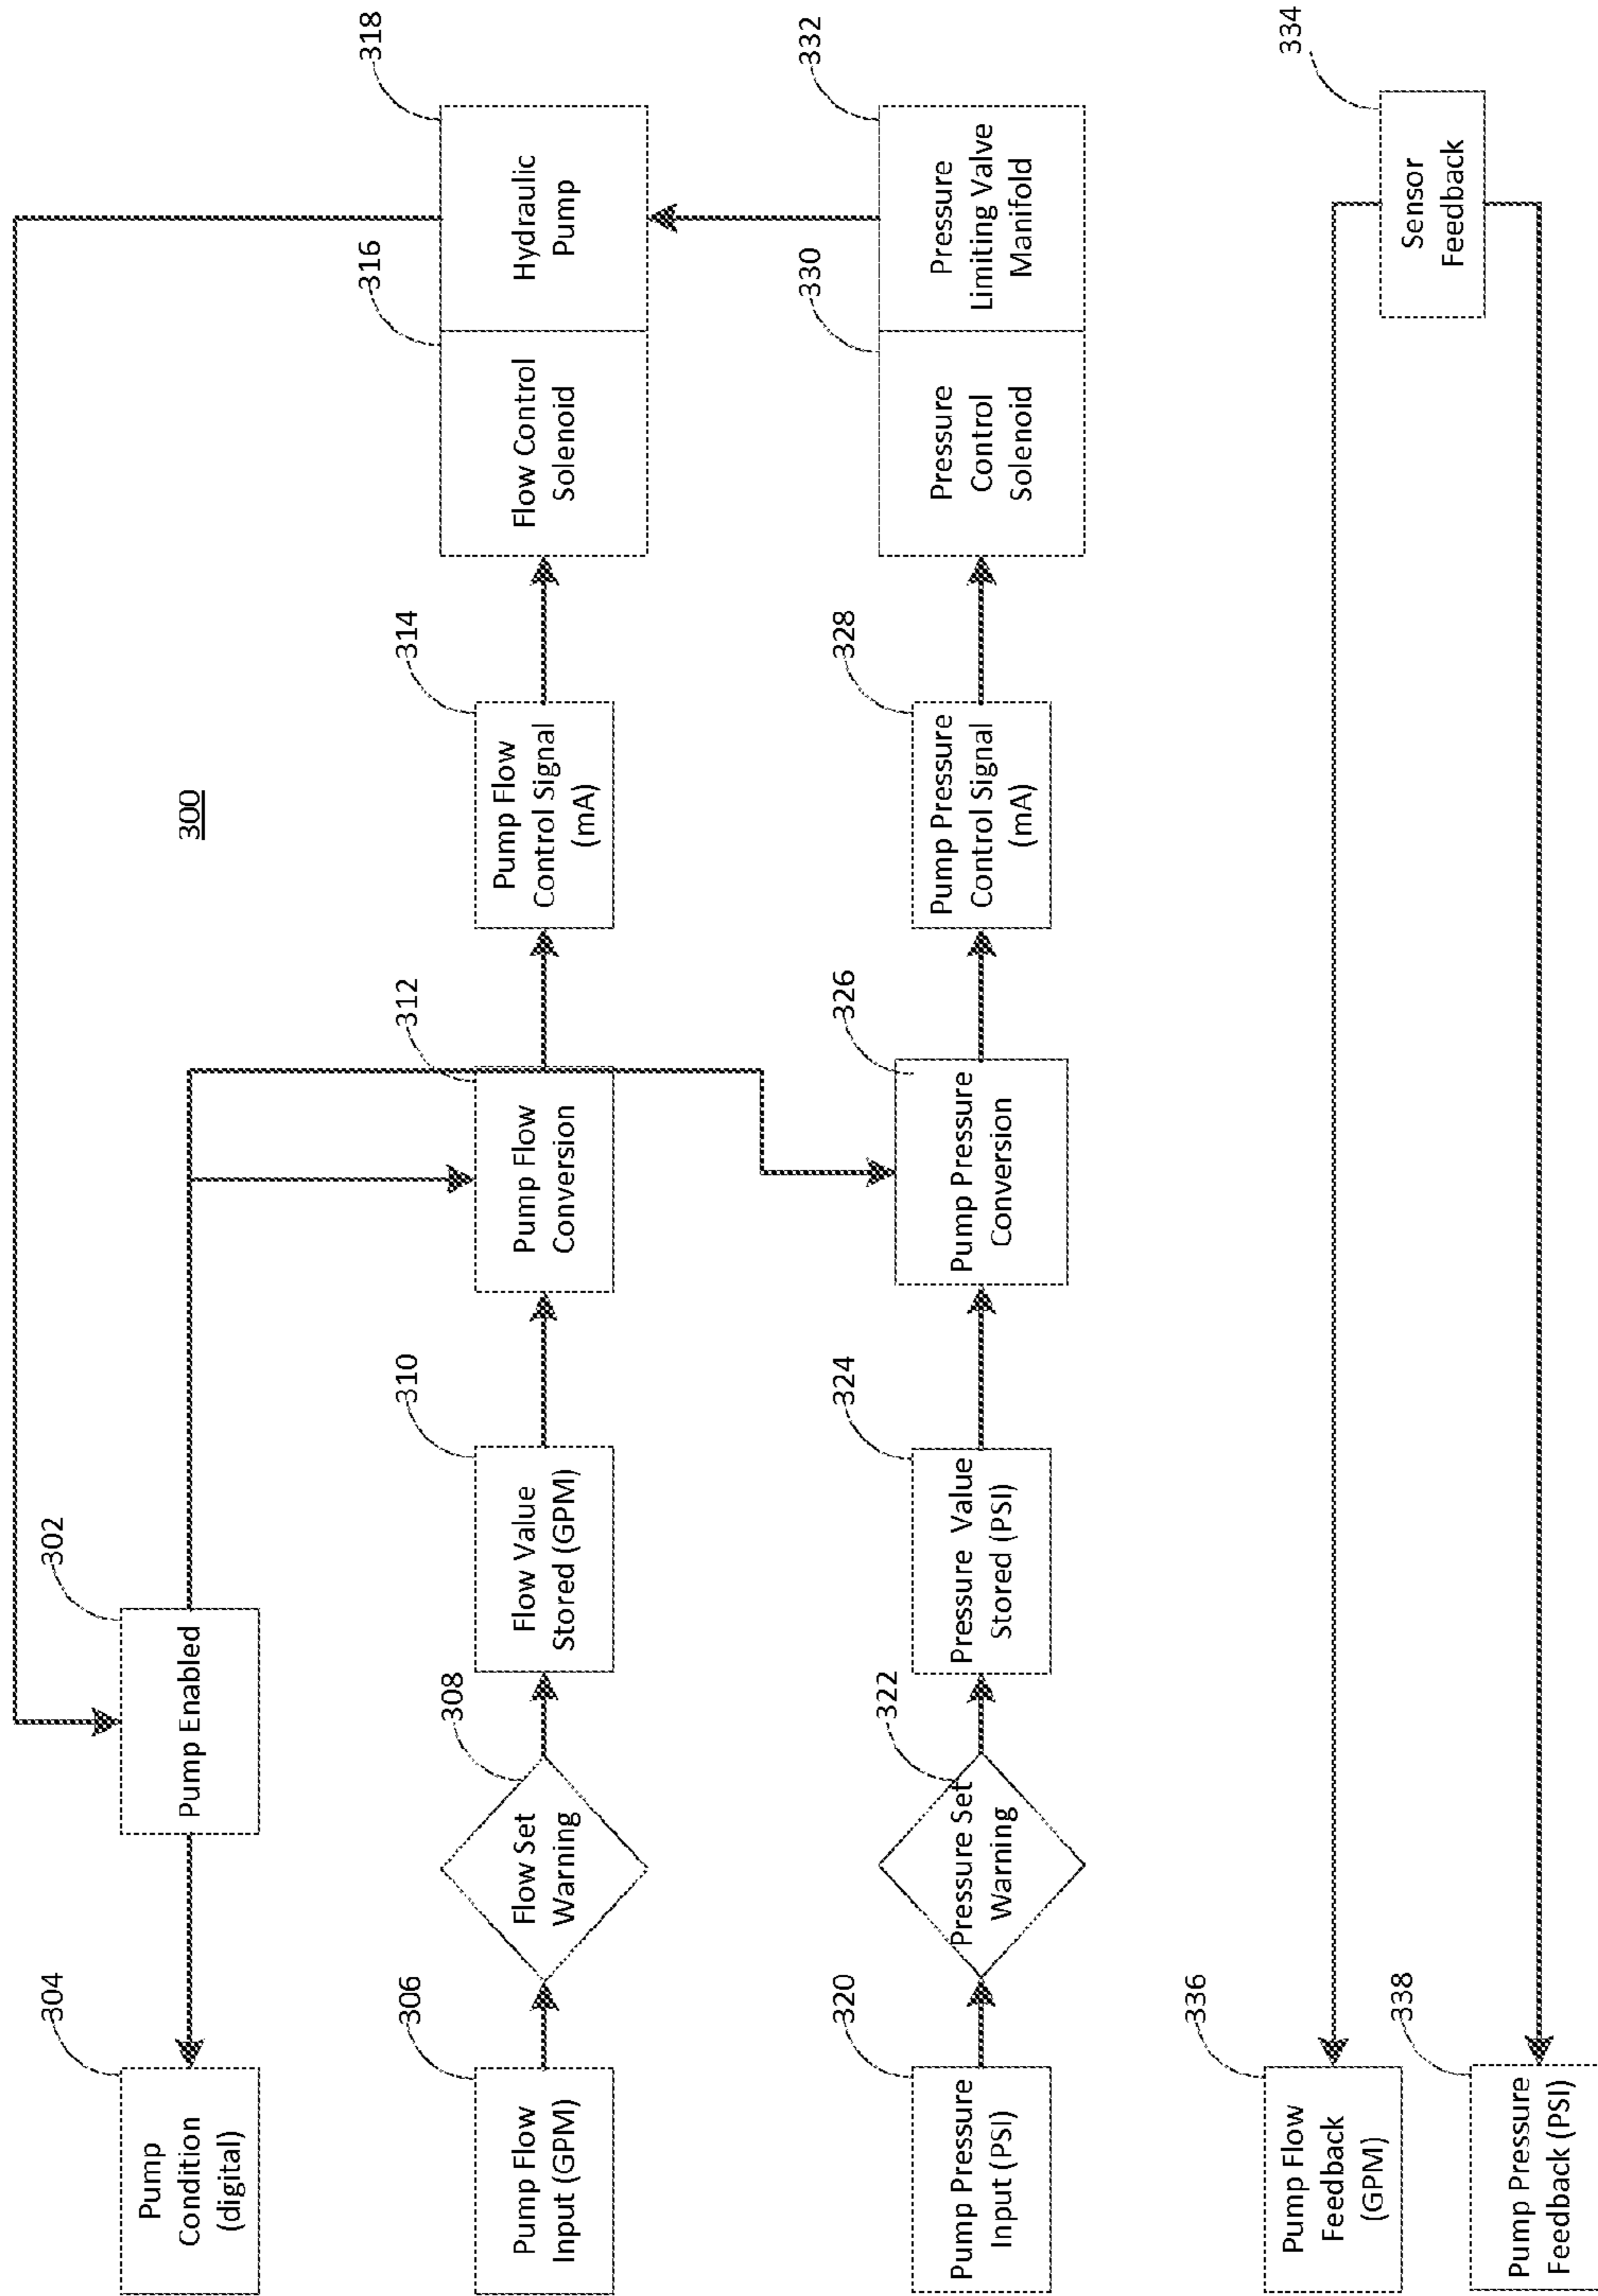 300
302
Pump Enabled
304
Pump
Condition
(digital)
306
Pump Flow
Input (GPM)
308
Flow Set
Warning
310
Flow Value
Stored (GPM)
312
Pump Flow
Conversion
314
Pump Flow
Control Signal
(mA)
316
Flow Control
Solenoid
318
Hydraulic
Pump
320
Pump Pressure
Input (PSI)
322
Pressure Set
Warning
324
Pressure Value
Stored (PSI)
326
Pump Pressure
Conversion
328
Pump Pressure
Control Signal
(mA)
330
Pressure
Control
Solenoid
332
Pressure
Limiting Valve
Manifold
334
Sensor
Feedback
336
Pump Flow
Feedback
(GPM)
338
Pump Pressure
Feedback (PSI)